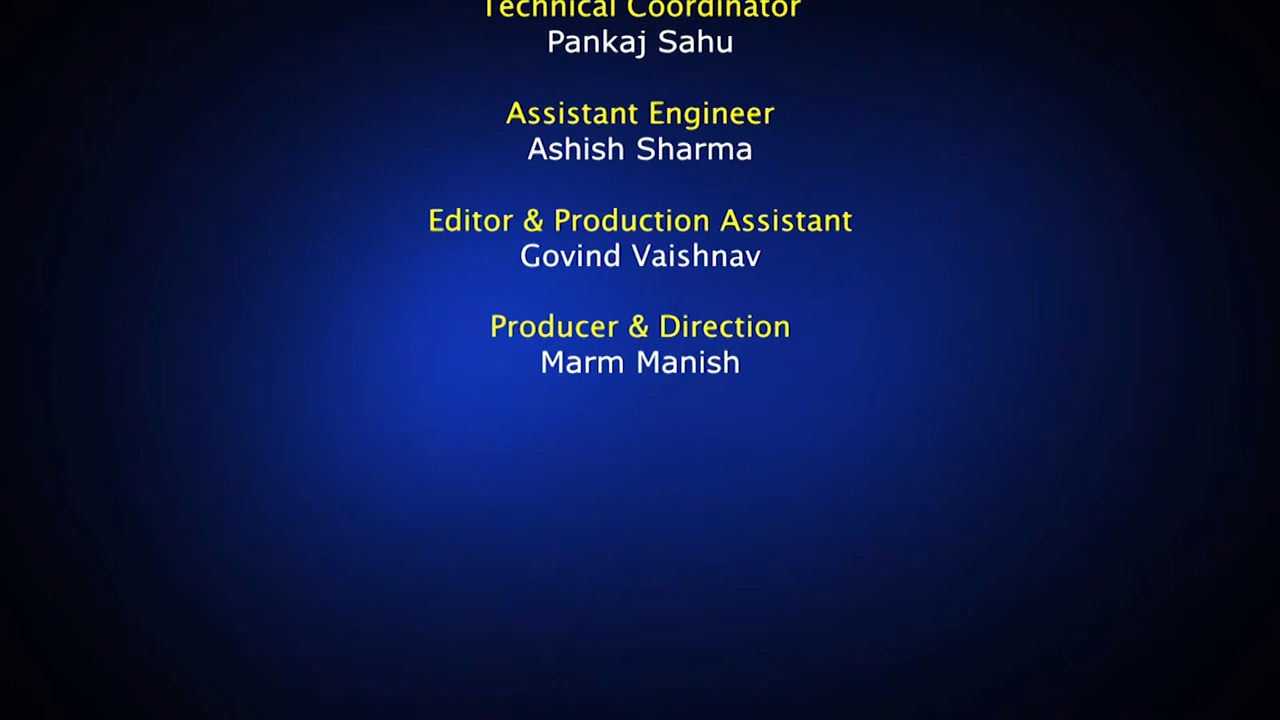 Technical Coordinator
Pankaj Sahu
Assistant Engineer
Ashish Sharma
Editor & Production Assistant
Govind Vaishnav
Producer & Direction
Marm Manish